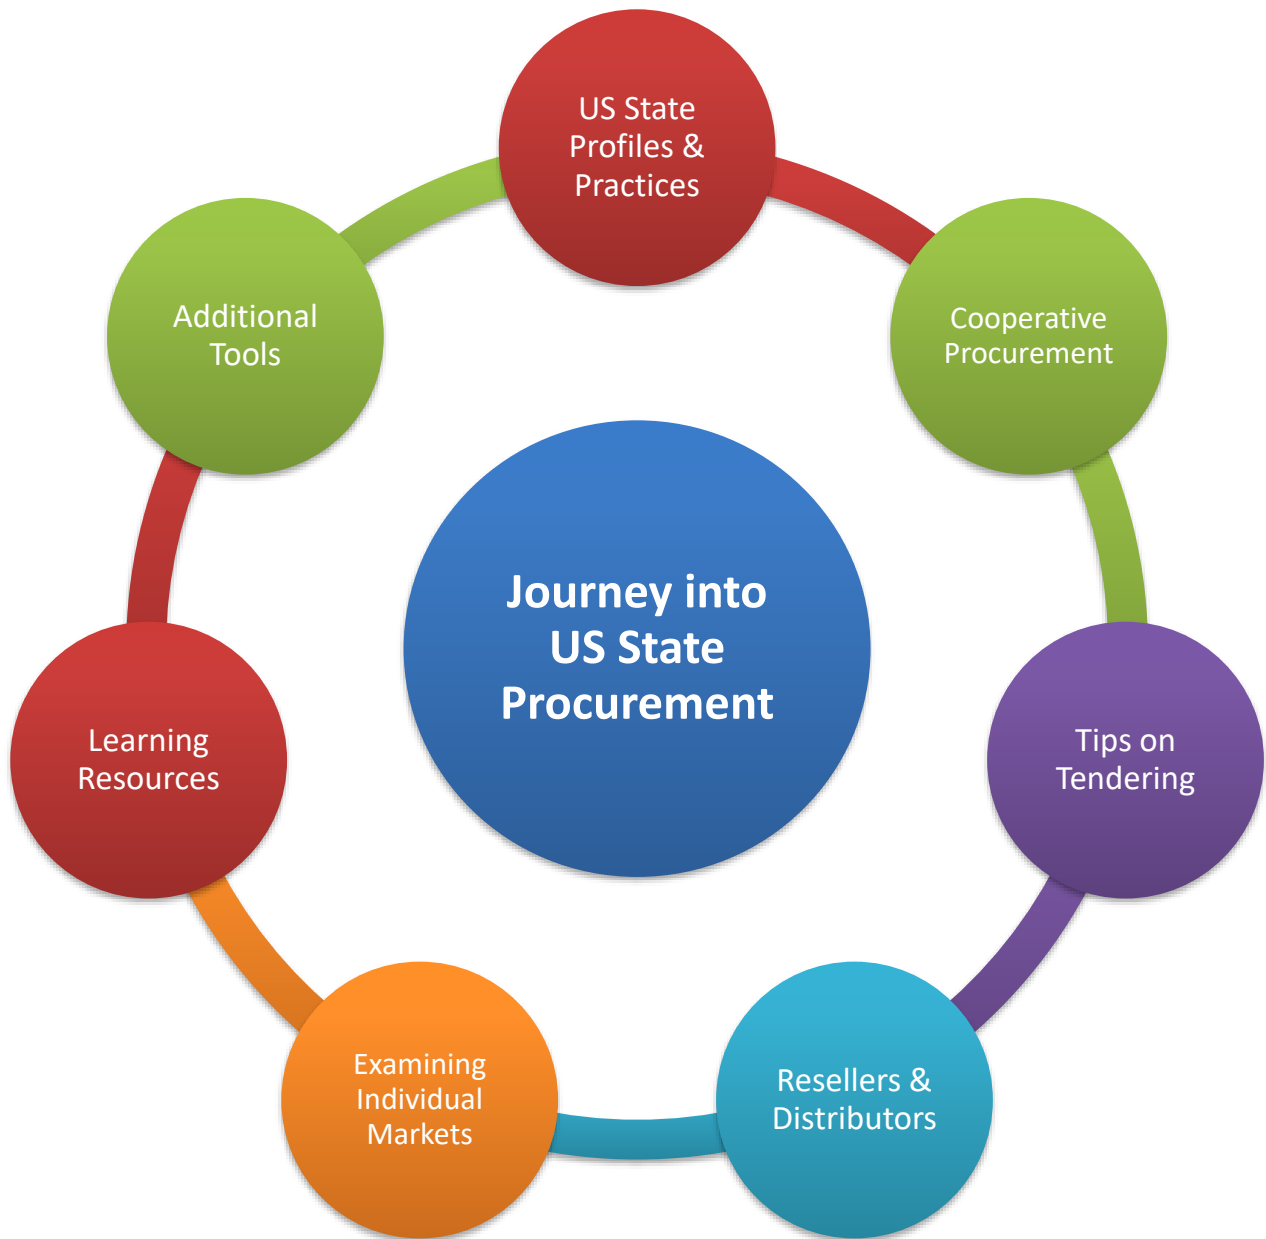 US State
Profiles &
Practices
Cooperative
Procurement
Tips on
Tendering
Resellers &
Distributors
Examining
Individual
Markets
Learning
Resources
Additional
Tools
Journey into
US State
Procurement